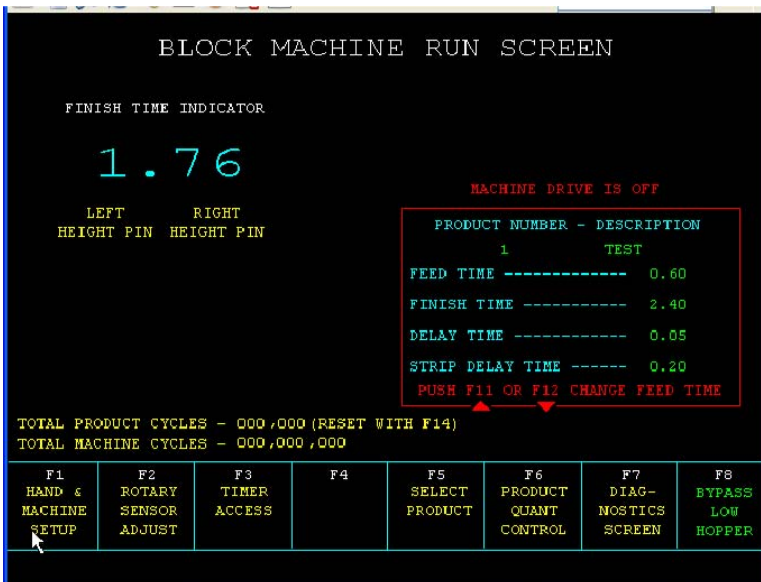 BLOCK MACHINE RUN SCREEN
FINISH TIME INDICATOR
1.76
MACHINE DRIVE IS OFF
LEFT RIGHT
HEIGHT PIN HEIGHT PIN
PRODUCT NUMBER - DESCRIPTION
1 TEST
FEED TIME ------------- 0.60
FINISH TIME ----------- 2.40
DELAY TIME ------------ 0.05
STRIP DELAY TIME ------ 0.20
PUSH F11 OR F12 CHANGE FEED TIME
TOTAL PRODUCT CYCLES - 000,000 (RESET WITH F14)
TOTAL MACHINE CYCLES - 000,000,000
F1
HAND &
MACHINE
SETUP
F2
ROTARY
SENSOR
ADJUST
F3
TIMER
ACCESS
F4
F5
SELECT
PRODUCT
F6
PRODUCT
QUANT
CONTROL
F7
DIAG-
NOSTICS
SCREEN
F8
BYPASS
LOW
HOPPER